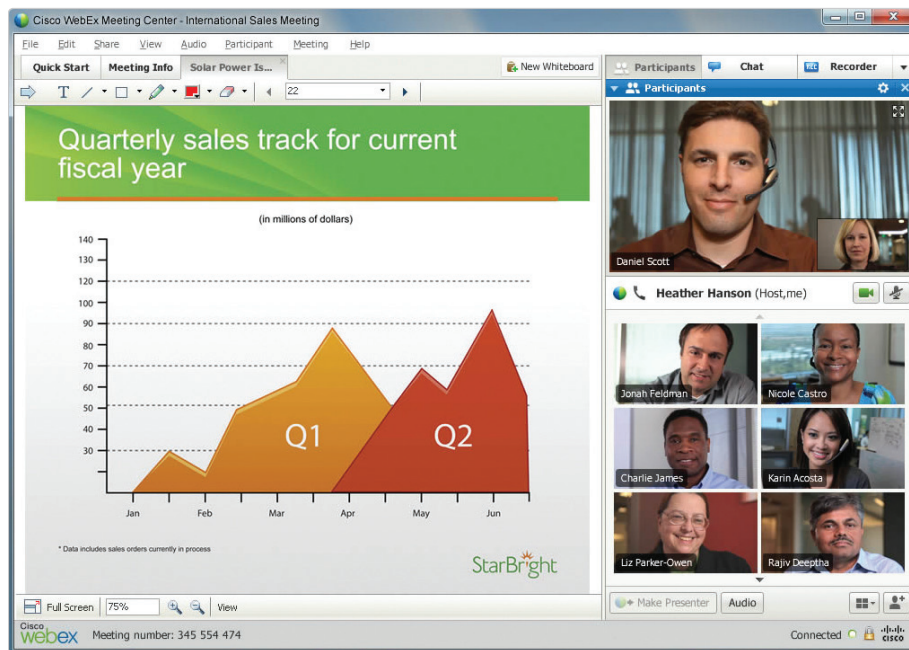 Cisco WebEx Meeting Center - International Sales Meeting
File Edit Share View Audio Participant Meeting Help
Quick Start Meeting Info Solar Power Is... New Whiteboard
T 22
Quarterly sales track for current
fiscal year
(in millions of dollars)
140
130
120
100
90
80
70
60
50
40
30
Q1 Q2
Jan Feb Mar Apr May Jun
* Data includes sales orders currently in process
StarBright
Full Screen 75% View
Participants Chat Recorder
Participants
Daniel Scott
Heather Hanson (Host,me)
Jonah Feldman Nicole Castro
Charlie James Karin Acosta
Liz Parker-Owen Rajiv Deeptha
Make Presenter Audio
Cisco
webex Meeting number: 345 554 474 Connected
cisco